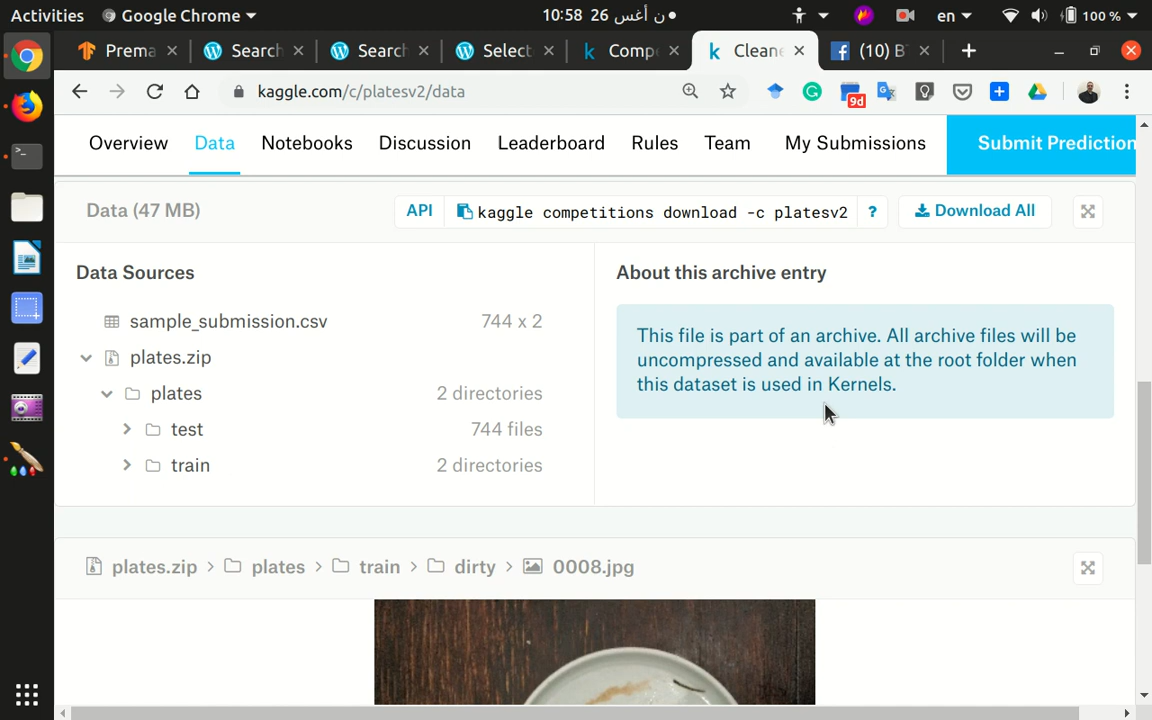 Activities Google Chrome ▾ ن أغس 26 10:58● en ▾ 100 % ▾
Prema × Search × Search × Select × Comp × Cleane × (10) B × +
kaggle.com/c/platesv2/data 9d
Overview Data Notebooks Discussion Leaderboard Rules Team My Submissions Submit Prediction
Data (47 MB) API kaggle competitions download -c platesv2 ? Download All
Data Sources
sample_submission.csv 744 x 2
plates.zip
plates 2 directories
test 744 files
train 2 directories
About this archive entry
This file is part of an archive. All archive files will be
uncompressed and available at the root folder when
this dataset is used in Kernels.
plates.zip > plates > train > dirty > 0008.jpg